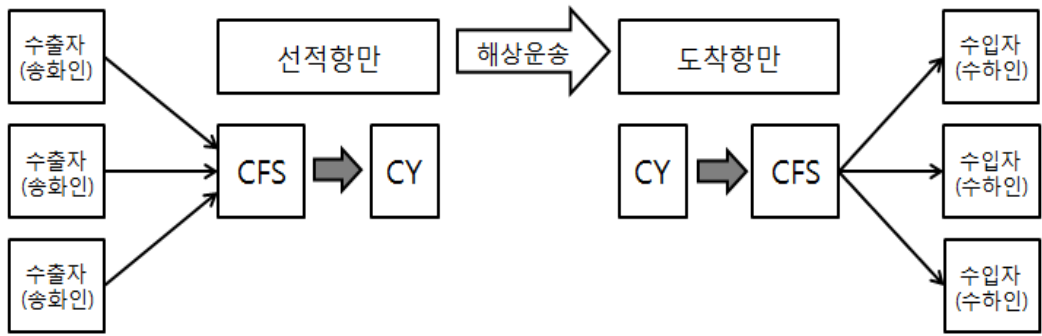 수출자
(송화인)
선적항만
해상운송
도착항만
수입자
(수하인)
수출자
(송화인)
CFS
CY
CY
CFS
수입자
(수하인)
수출자
(송화인)
수입자
(수하인)